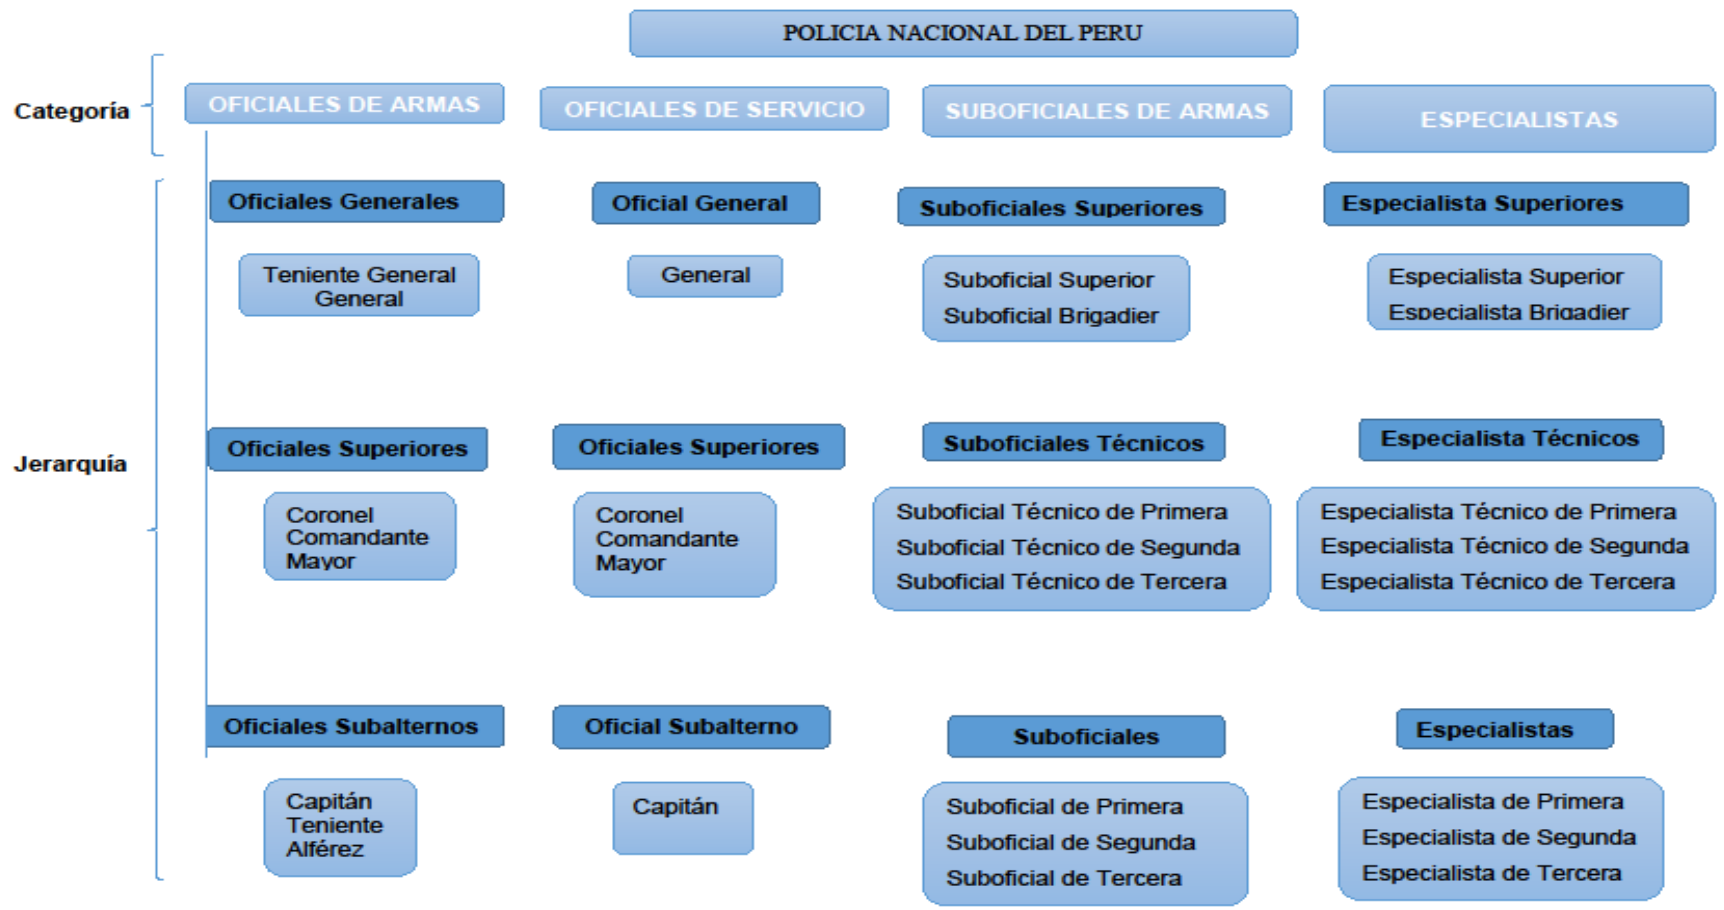 POLICIA NACIONAL DEL PERU
Categoría
OFICIALES DE ARMAS
OFICIALES DE SERVICIO
SUBOFICIALES DE ARMAS
ESPECIALISTAS
Jerarquía
Oficiales Generales
Teniente General
General
Oficial General
General
Suboficiales Superiores
Suboficial Superior
Suboficial Brigadier
Especialista Superiores
Especialista Superior
Especialista Brigadier
Oficiales Superiores
Coronel
Comandante
Mayor
Oficiales Superiores
Coronel
Comandante
Mayor
Suboficiales Técnicos
Suboficial Técnico de Primera
Suboficial Técnico de Segunda
Suboficial Técnico de Tercera
Especialista Técnicos
Especialista Técnico de Primera
Especialista Técnico de Segunda
Especialista Técnico de Tercera
Oficiales Subalternos
Capitán
Teniente
Alférez
Oficial Subalterno
Capitán
Suboficiales
Suboficial de Primera
Suboficial de Segunda
Suboficial de Tercera
Especialistas
Especialista de Primera
Especialista de Segunda
Especialista de Tercera